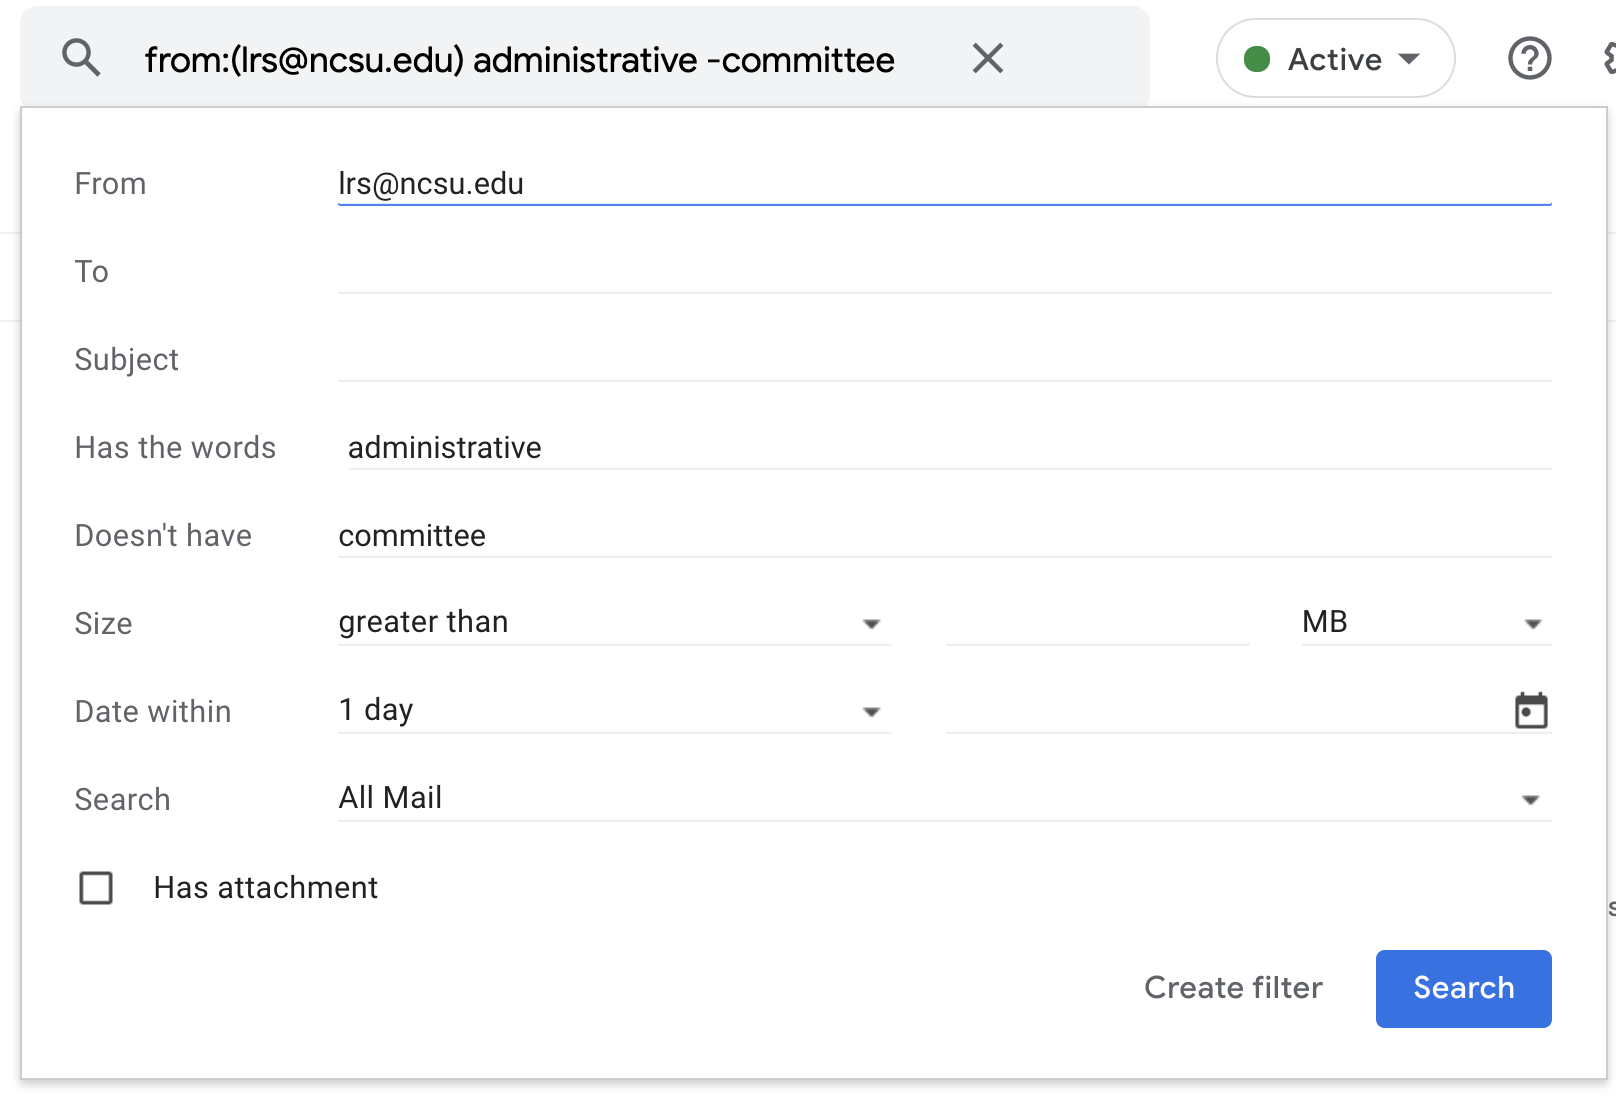 from:(lrs@ncsu.edu) administrative -committee
Active
From lrs@ncsu.edu
To
Subject
Has the words administrative
Doesn't have committee
Size greater than MB
Date within 1 day
Search All Mail
Has attachment
Create filter Search